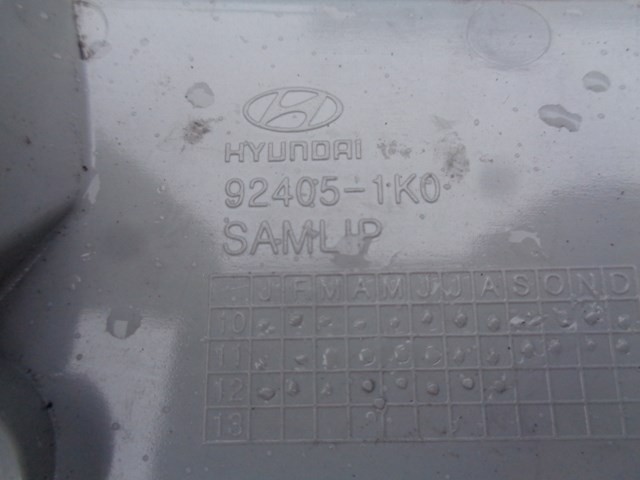 HYUNDAI
92405-1K0
SAMLIP
J F M A M J J A S O N D
10
11
12
13